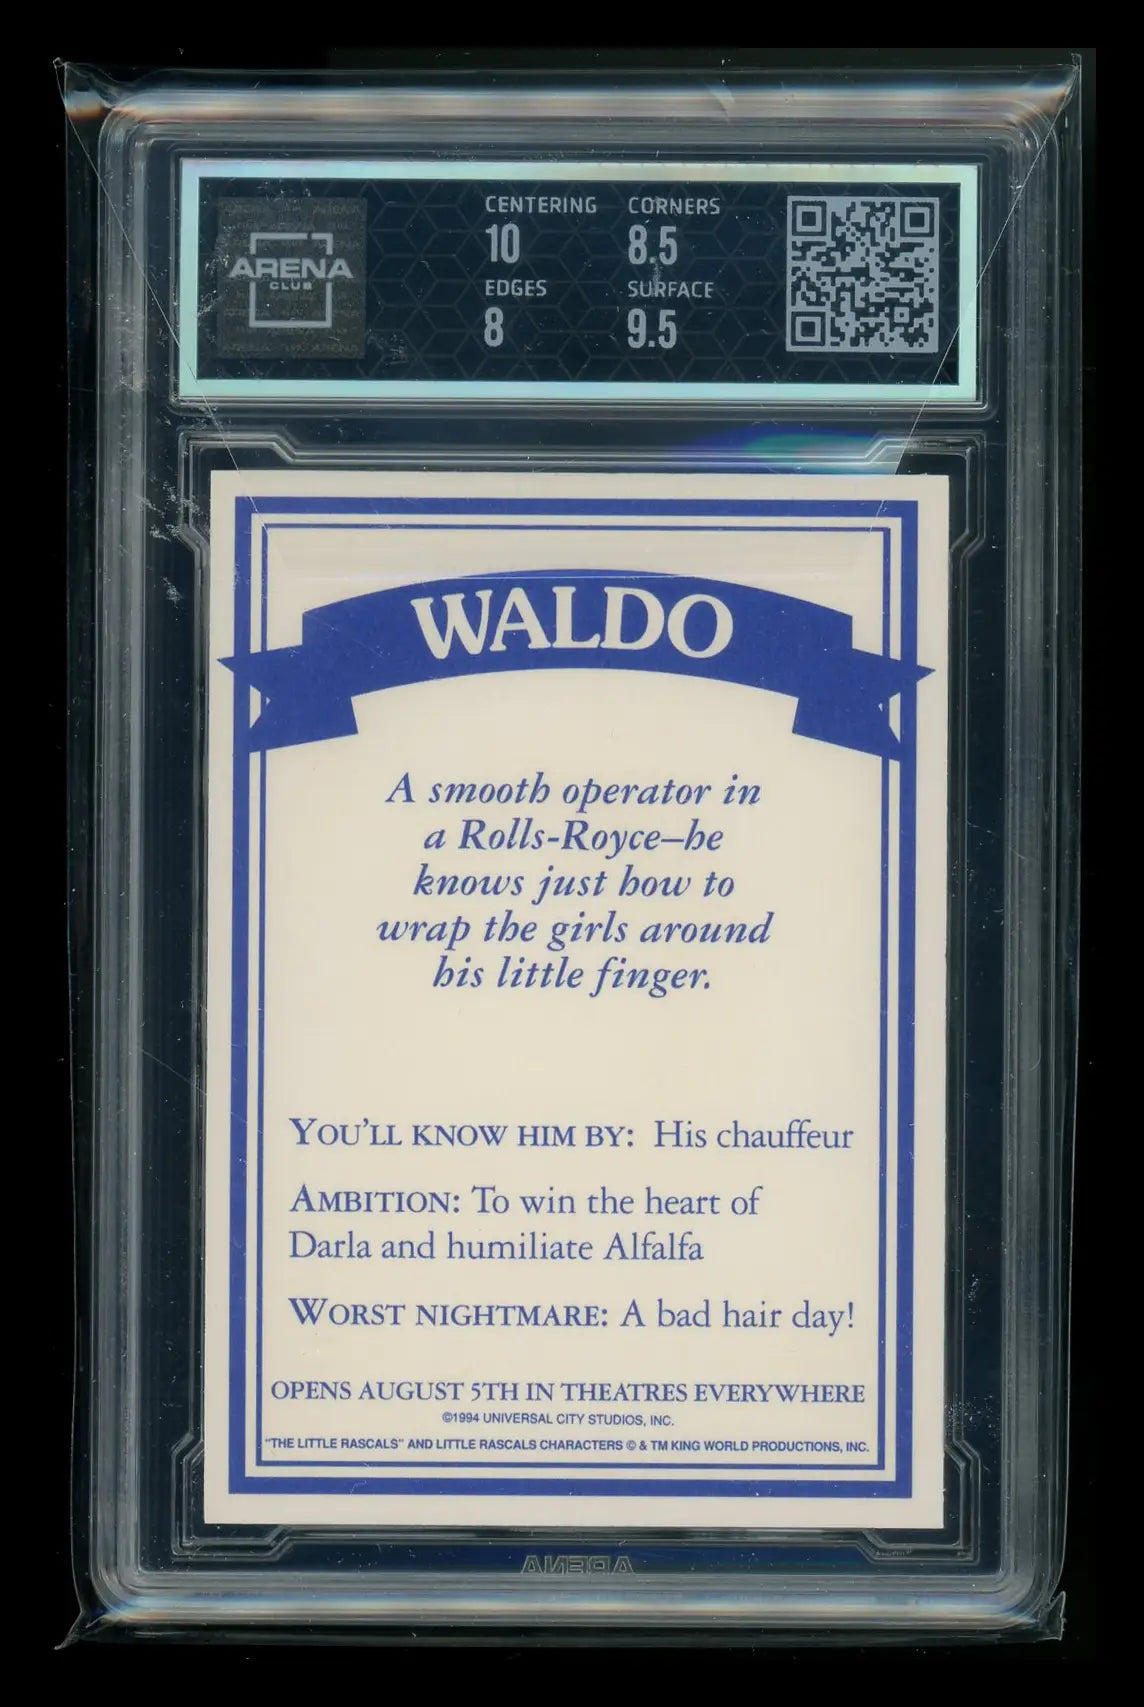 ARENA
CLUB
CENTERING CORNERS
10 8.5
EDGES SURFACE
8 9.5
WALDO
A smooth operator in
a Rolls-Royce–he
knows just how to
wrap the girls around
his little finger.
YOU'LL KNOW HIM BY: His chauffeur
AMBITION: To win the heart of
Darla and humiliate Alfalfa
WORST NIGHTMARE: A bad hair day!
OPENS AUGUST 5TH IN THEATRES EVERYWHERE
©1994 UNIVERSAL CITY STUDIOS, INC.
"THE LITTLE RASCALS" AND LITTLE RASCALS CHARACTERS © & TM KING WORLD PRODUCTIONS, INC.
ARENA